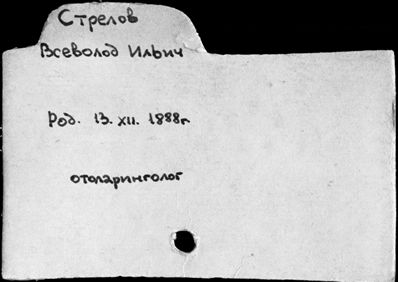 Стрелов
Всеволод Ильич
Род. 13. XII. 1888г
отоларинголог